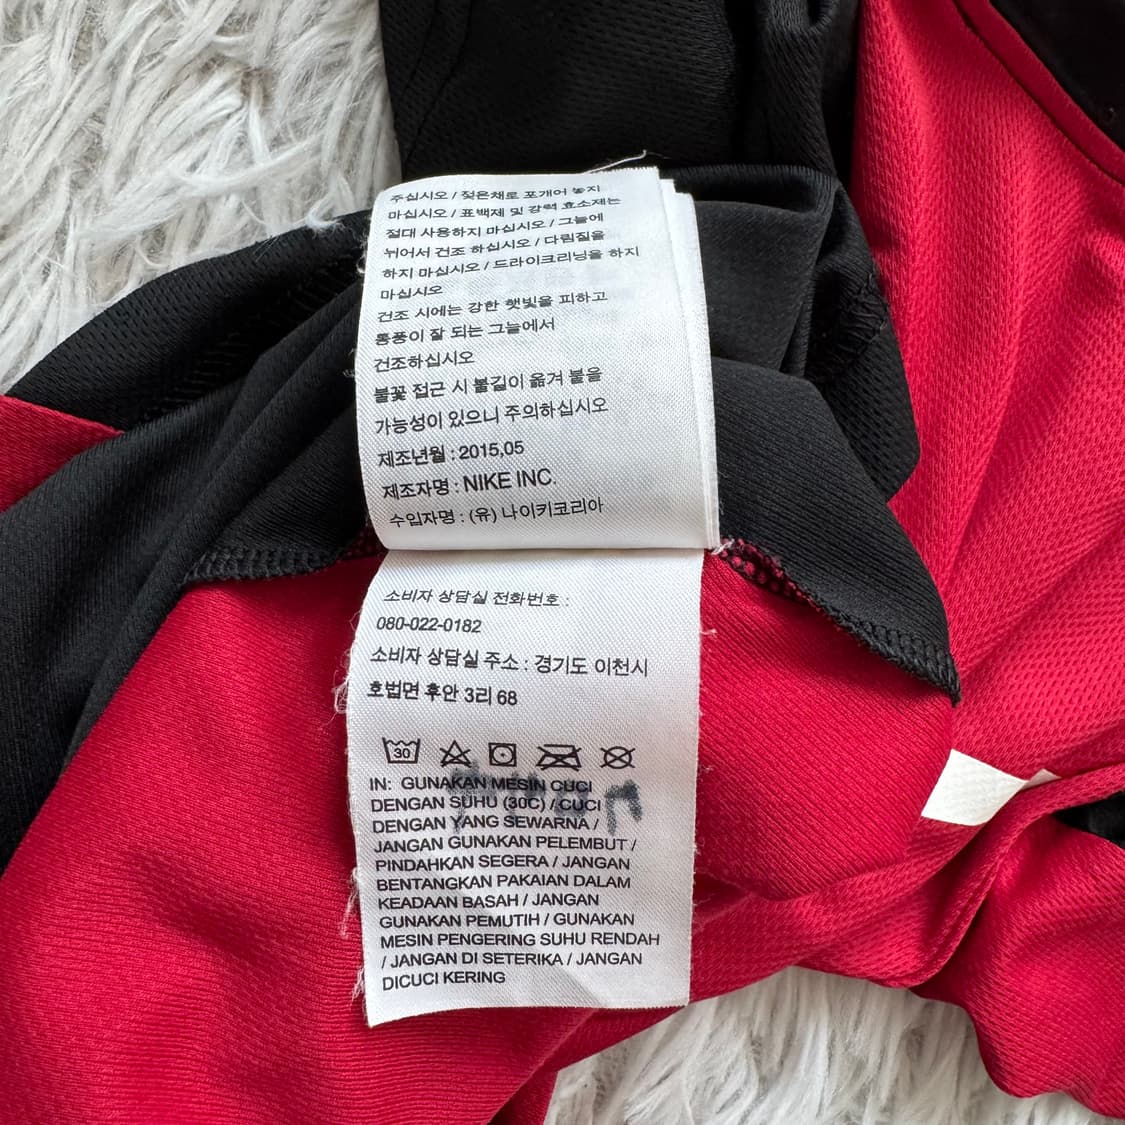 주십시오 / 젖은채로 포개어 놓지
마십시오 / 표백제 및 강력 효소제는
절대 사용하지 마십시오 / 그늘에
뉘어서 건조 하십시오 / 다림질을
하지 마십시오 / 드라이크리닝을 하지
마십시오
건조 시에는 강한 햇빛을 피하고
통풍이 잘 되는 그늘에서
건조하십시오
불꽃 접근 시 불길이 옮겨 붙을
가능성이 있으니 주의하십시오
제조년월 : 2015,05
제조자명 : NIKE INC.
수입자명 : (유) 나이키코리아
소비자 상담실 전화번호 :
080-022-0182
소비자 상담실 주소 : 경기도 이천시
호법면 후안 3리 68
30
IN: GUNAKAN MESIN CUCI
DENGAN SUHU (30C) / CUCI
DENGAN YANG SEWARNA /
JANGAN GUNAKAN PELEMBUT /
PINDAHKAN SEGERA / JANGAN
BENTANGKAN PAKAIAN DALAM
KEADAAN BASAH / JANGAN
GUNAKAN PEMUTIH / GUNAKAN
MESIN PENGERING SUHU RENDAH
/ JANGAN DI SETERIKA / JANGAN
DICUCI KERING